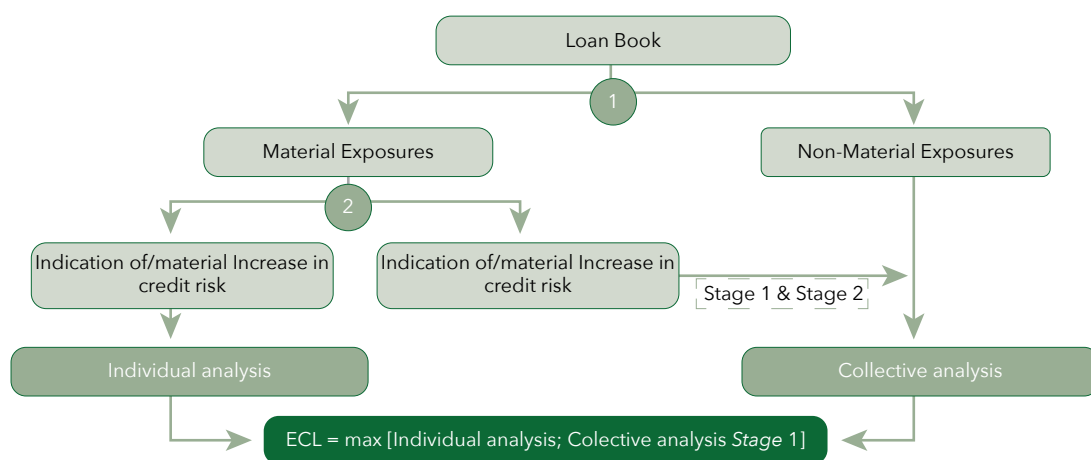 Loan Book
1
Material Exposures
Non-Material Exposures
2
Indication of/material Increase in
credit risk
Indication of/material Increase in
credit risk
Stage 1 & Stage 2
Individual analysis
Collective analysis
ECL = max [Individual analysis; Colective analysis Stage 1]